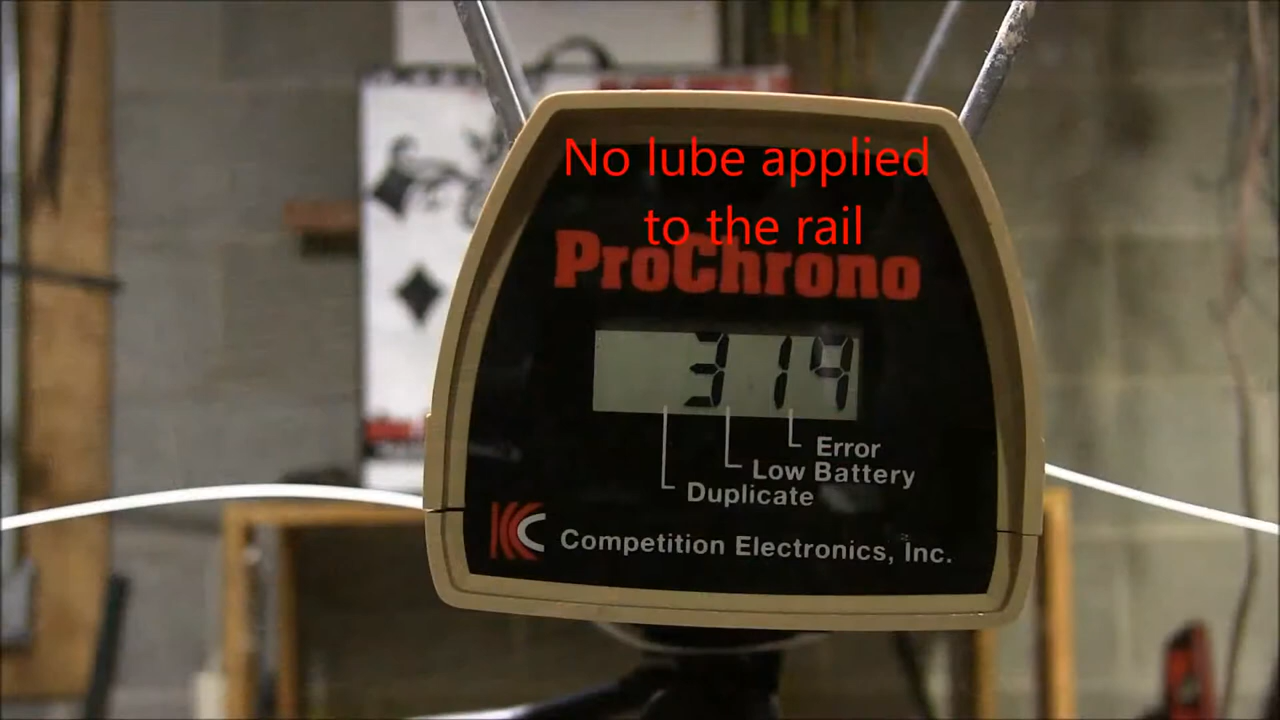 No lube applied
to the rail
ProChrono
314
Error
Low Battery
Duplicate
Competition Electronics, Inc.